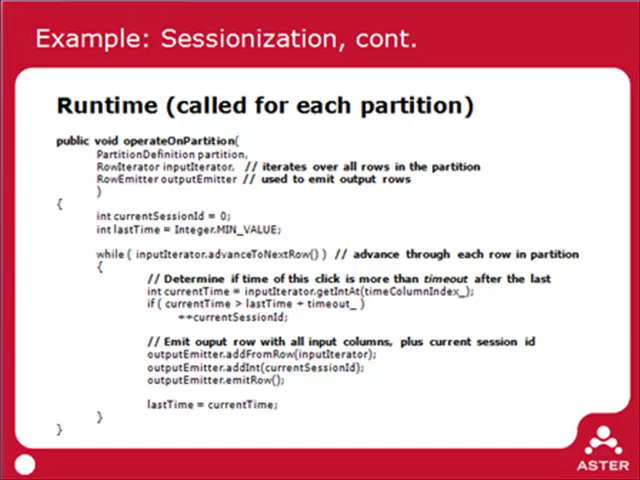 Example: Sessionization, cont.
Runtime (called for each partition)
public void operateOnPartition(
PartitionDefinition partition,
RowIterator inputIterator, // iterates over all rows in the partition
RowEmitter outputEmitter // used to emit output rows
)
{
int currentSessionId = 0;
int lastTime = Integer.MIN_VALUE;
while ( inputIterator.advanceToNextRow() ) // advance through each row in partition
{
// Determine if time of this click is more than timeout after the last
int currentTime = inputIterator.getIntAt(timeColumnIndex_);
if ( currentTime > lastTime + timeout_ )
++currentSessionId;
// Emit ouput row with all input columns, plus current session id
outputEmitter.addFromRow(inputIterator);
outputEmitter.addInt(currentSessionId);
outputEmitter.emitRow();
lastTime = currentTime;
}
}
ASTER